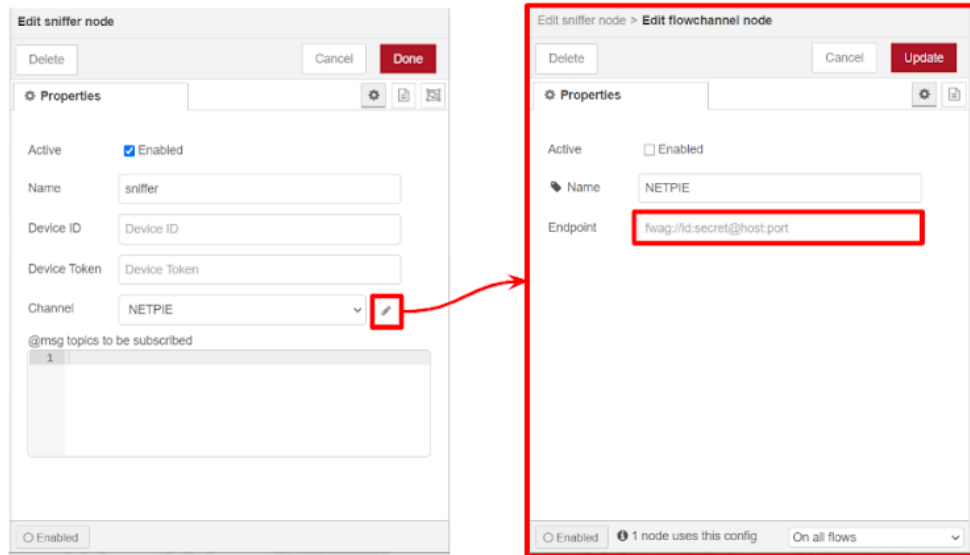 Edit sniffer node
Delete
Cancel
Done
Properties
Active
Enabled
Name
sniffer
Device ID
Device ID
Device Token
Device Token
Channel
NETPIE
@msg topics to be subscribed
1
Enabled
Edit sniffer node > Edit flowchannel node
Delete
Cancel
Update
Properties
Active
Enabled
Name
NETPIE
Endpoint
fwag://id:secret@host:port
Enabled
1 node uses this config
On all flows